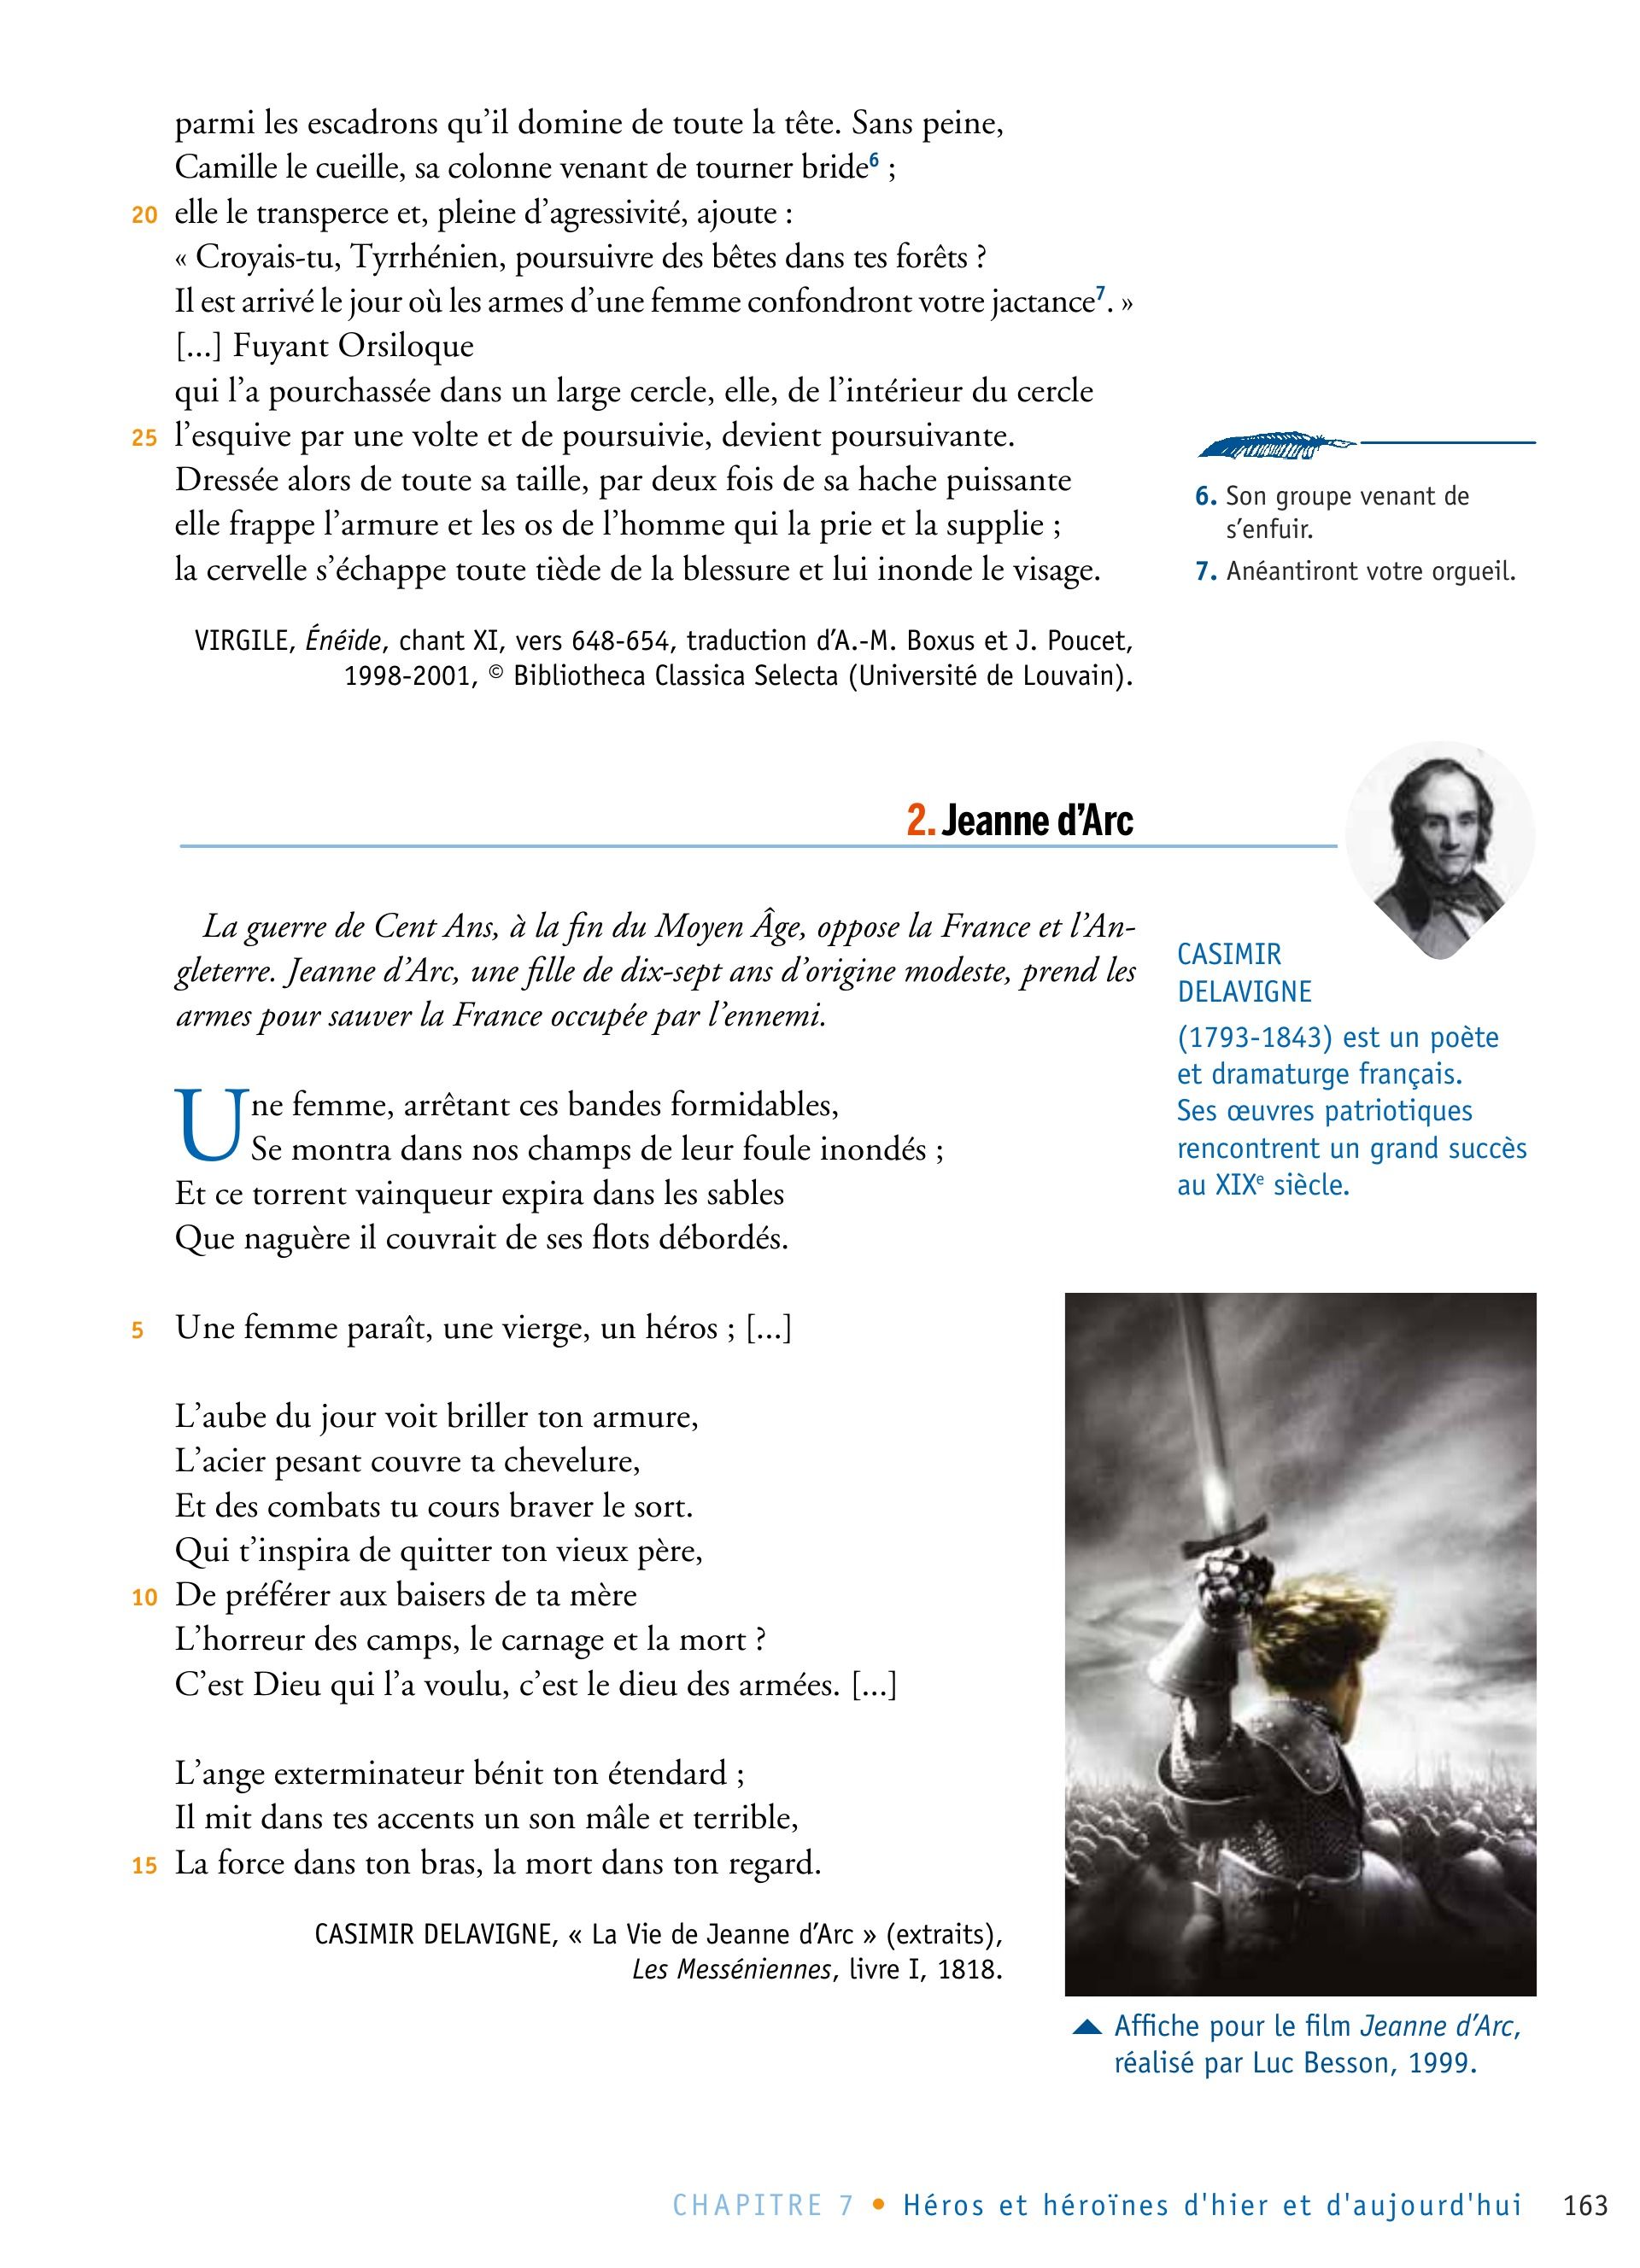 parmi les escadrons qu’il domine de toute la tête. Sans peine,
Camille le cueille, sa colonne venant de tourner bride6 ;
20 elle le transperce et, pleine d’agressivité, ajoute :
« Croyais-tu, Tyrrhénien, poursuivre des bêtes dans tes forêts ?
Il est arrivé le jour où les armes d’une femme confondront votre jactance7. »
[...] Fuyant Orsiloque
qui l’a pourchassée dans un large cercle, elle, de l’intérieur du cercle
25 l’esquive par une volte et de poursuivie, devient poursuivante.
Dressée alors de toute sa taille, par deux fois de sa hache puissante
elle frappe l’armure et les os de l’homme qui la prie et la supplie ;
la cervelle s’échappe toute tiède de la blessure et lui inonde le visage.
VIRGILE, Énéide, chant XI, vers 648-654, traduction d’A.-M. Boxus et J. Poucet,
1998-2001, © Bibliotheca Classica Selecta (Université de Louvain).
6. Son groupe venant de
s’enfuir.
7. Anéantiront votre orgueil.
2. Jeanne d’Arc
La guerre de Cent Ans, à la fin du Moyen Âge, oppose la France et l’An-
gleterre. Jeanne d’Arc, une fille de dix-sept ans d’origine modeste, prend les
armes pour sauver la France occupée par l’ennemi.
CASIMIR
DELAVIGNE
(1793-1843) est un poète
et dramaturge français.
Ses œuvres patriotiques
rencontrent un grand succès
au XIXe siècle.
Une femme, arrêtant ces bandes formidables,
Se montra dans nos champs de leur foule inondés ;
Et ce torrent vainqueur expira dans les sables
Que naguère il couvrait de ses flots débordés.
5 Une femme paraît, une vierge, un héros ; [...]
L’aube du jour voit briller ton armure,
L’acier pesant couvre ta chevelure,
Et des combats tu cours braver le sort.
Qui t’inspira de quitter ton vieux père,
10 De préférer aux baisers de ta mère
L’horreur des camps, le carnage et la mort ?
C’est Dieu qui l’a voulu, c’est le dieu des armées. [...]
L’ange exterminateur bénit ton étendard ;
Il mit dans tes accents un son mâle et terrible,
15 La force dans ton bras, la mort dans ton regard.
CASIMIR DELAVIGNE, « La Vie de Jeanne d’Arc » (extraits),
Les Messéniennes, livre I, 1818.
Affiche pour le film Jeanne d’Arc,
réalisé par Luc Besson, 1999.
CHAPITRE 7 • Héros et héroïnes d'hier et d'aujourd'hui 163